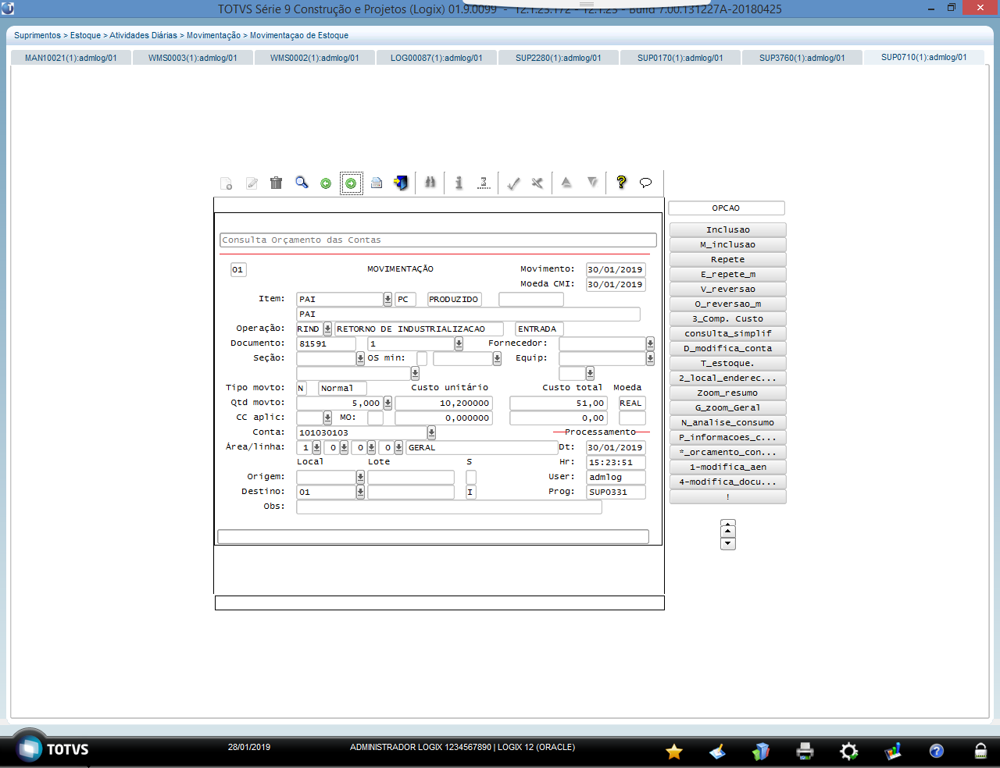 TOTVS Série 9 Construção e Projetos (Logix) 01.9.0099 - 12.1.23.172 - 12.1.23 - Build 7.00.131227A-20180425
Suprimentos > Estoque > Atividades Diárias > Movimentação > Movimentaçao de Estoque
MAN10021(1):admlog/01 WMS0003(1):admlog/01 WMS0002(1):admlog/01 LOG00087(1):admlog/01 SUP2280(1):admlog/01 SUP0170(1):admlog/01 SUP3760(1):admlog/01 SUP0710(1):admlog/01
OPCAO
Inclusao
M_inclusao
Repete
E_repete_m
V_reversao
O_reversao_m
3_Comp. Custo
consUlta_simplif
D_modifica_conta
T_estoque.
2_local_enderec...
Zoom_resumo
G_zoom_Geral
N_analise_consumo
P_informacoes_c...
*_orcamento_con...
1-modifica_aen
4-modifica_docu...
!
Consulta Orçamento das Contas
01 MOVIMENTAÇÃO Movimento: 30/01/2019
Moeda CMI: 30/01/2019
Item: PAI PC PRODUZIDO
PAI
Operação: RIND RETORNO DE INDUSTRIALIZACAO ENTRADA
Documento: 81591 1 Fornecedor:
Seção: OS min: Equip:
Tipo movto: N Normal Custo unitário Custo total Moeda
Qtd movto: 5,000 10,200000 51,00 REAL
CC aplic: MO: 0,000000 0,00
Conta: 101030103 Processamento
Área/linha: 1 0 0 0 GERAL Dt: 30/01/2019
Local Lote S Hr: 15:23:51
Origem: User: admlog
Destino: 01 I Prog: SUP0331
Obs:
TOTVS 28/01/2019 ADMINISTRADOR LOGIX 1234567890 | LOGIX 12 (ORACLE)